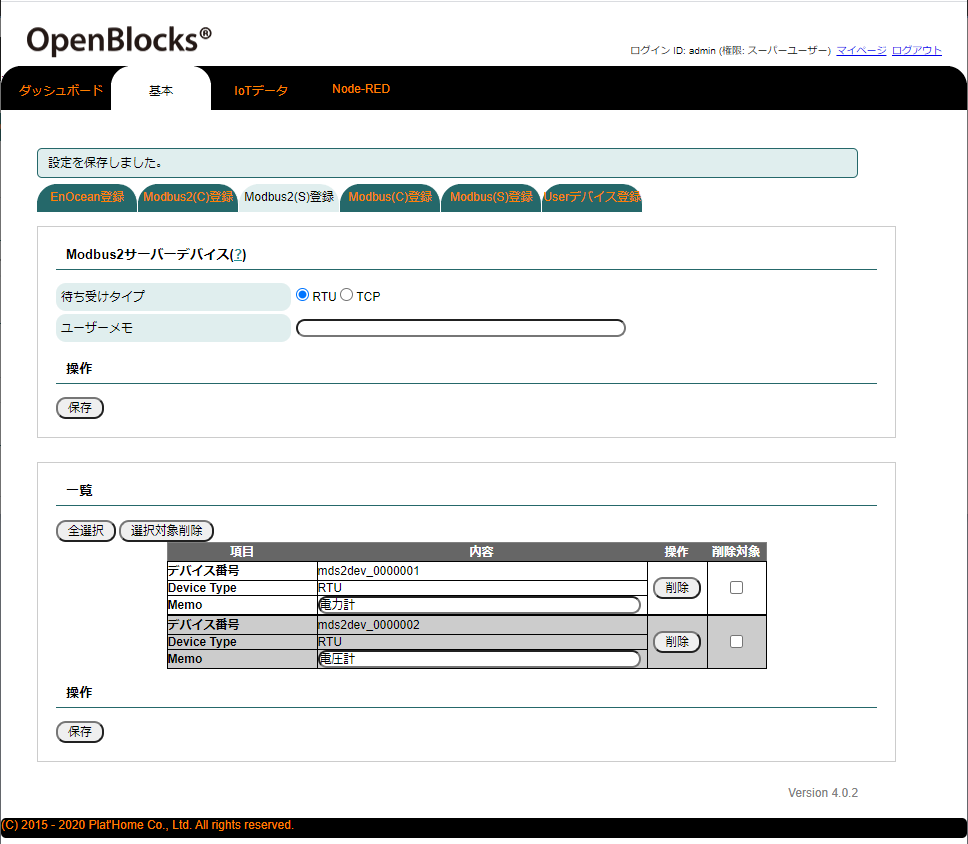 OpenBlocks®
ログイン ID: admin (権限: スーパーユーザー) マイページ ログアウト
ダッシュボード 基本 IoTデータ Node-RED
設定を保存しました。
EnOcean登録 Modbus2(C)登録 Modbus2(S)登録 Modbus(C)登録 Modbus(S)登録 Userデバイス登録
Modbus2サーバーデバイス(?)
待ち受けタイプ RTU TCP
ユーザーメモ
操作
保存
一覧
全選択 選択対象削除
項目 内容 操作 削除対象
デバイス番号 mds2dev_0000001
Device Type RTU 削除
Memo 電力計
デバイス番号 mds2dev_0000002
Device Type RTU 削除
Memo 電圧計
操作
保存
Version 4.0.2
(C) 2015 - 2020 Plat'Home Co., Ltd. All rights reserved.